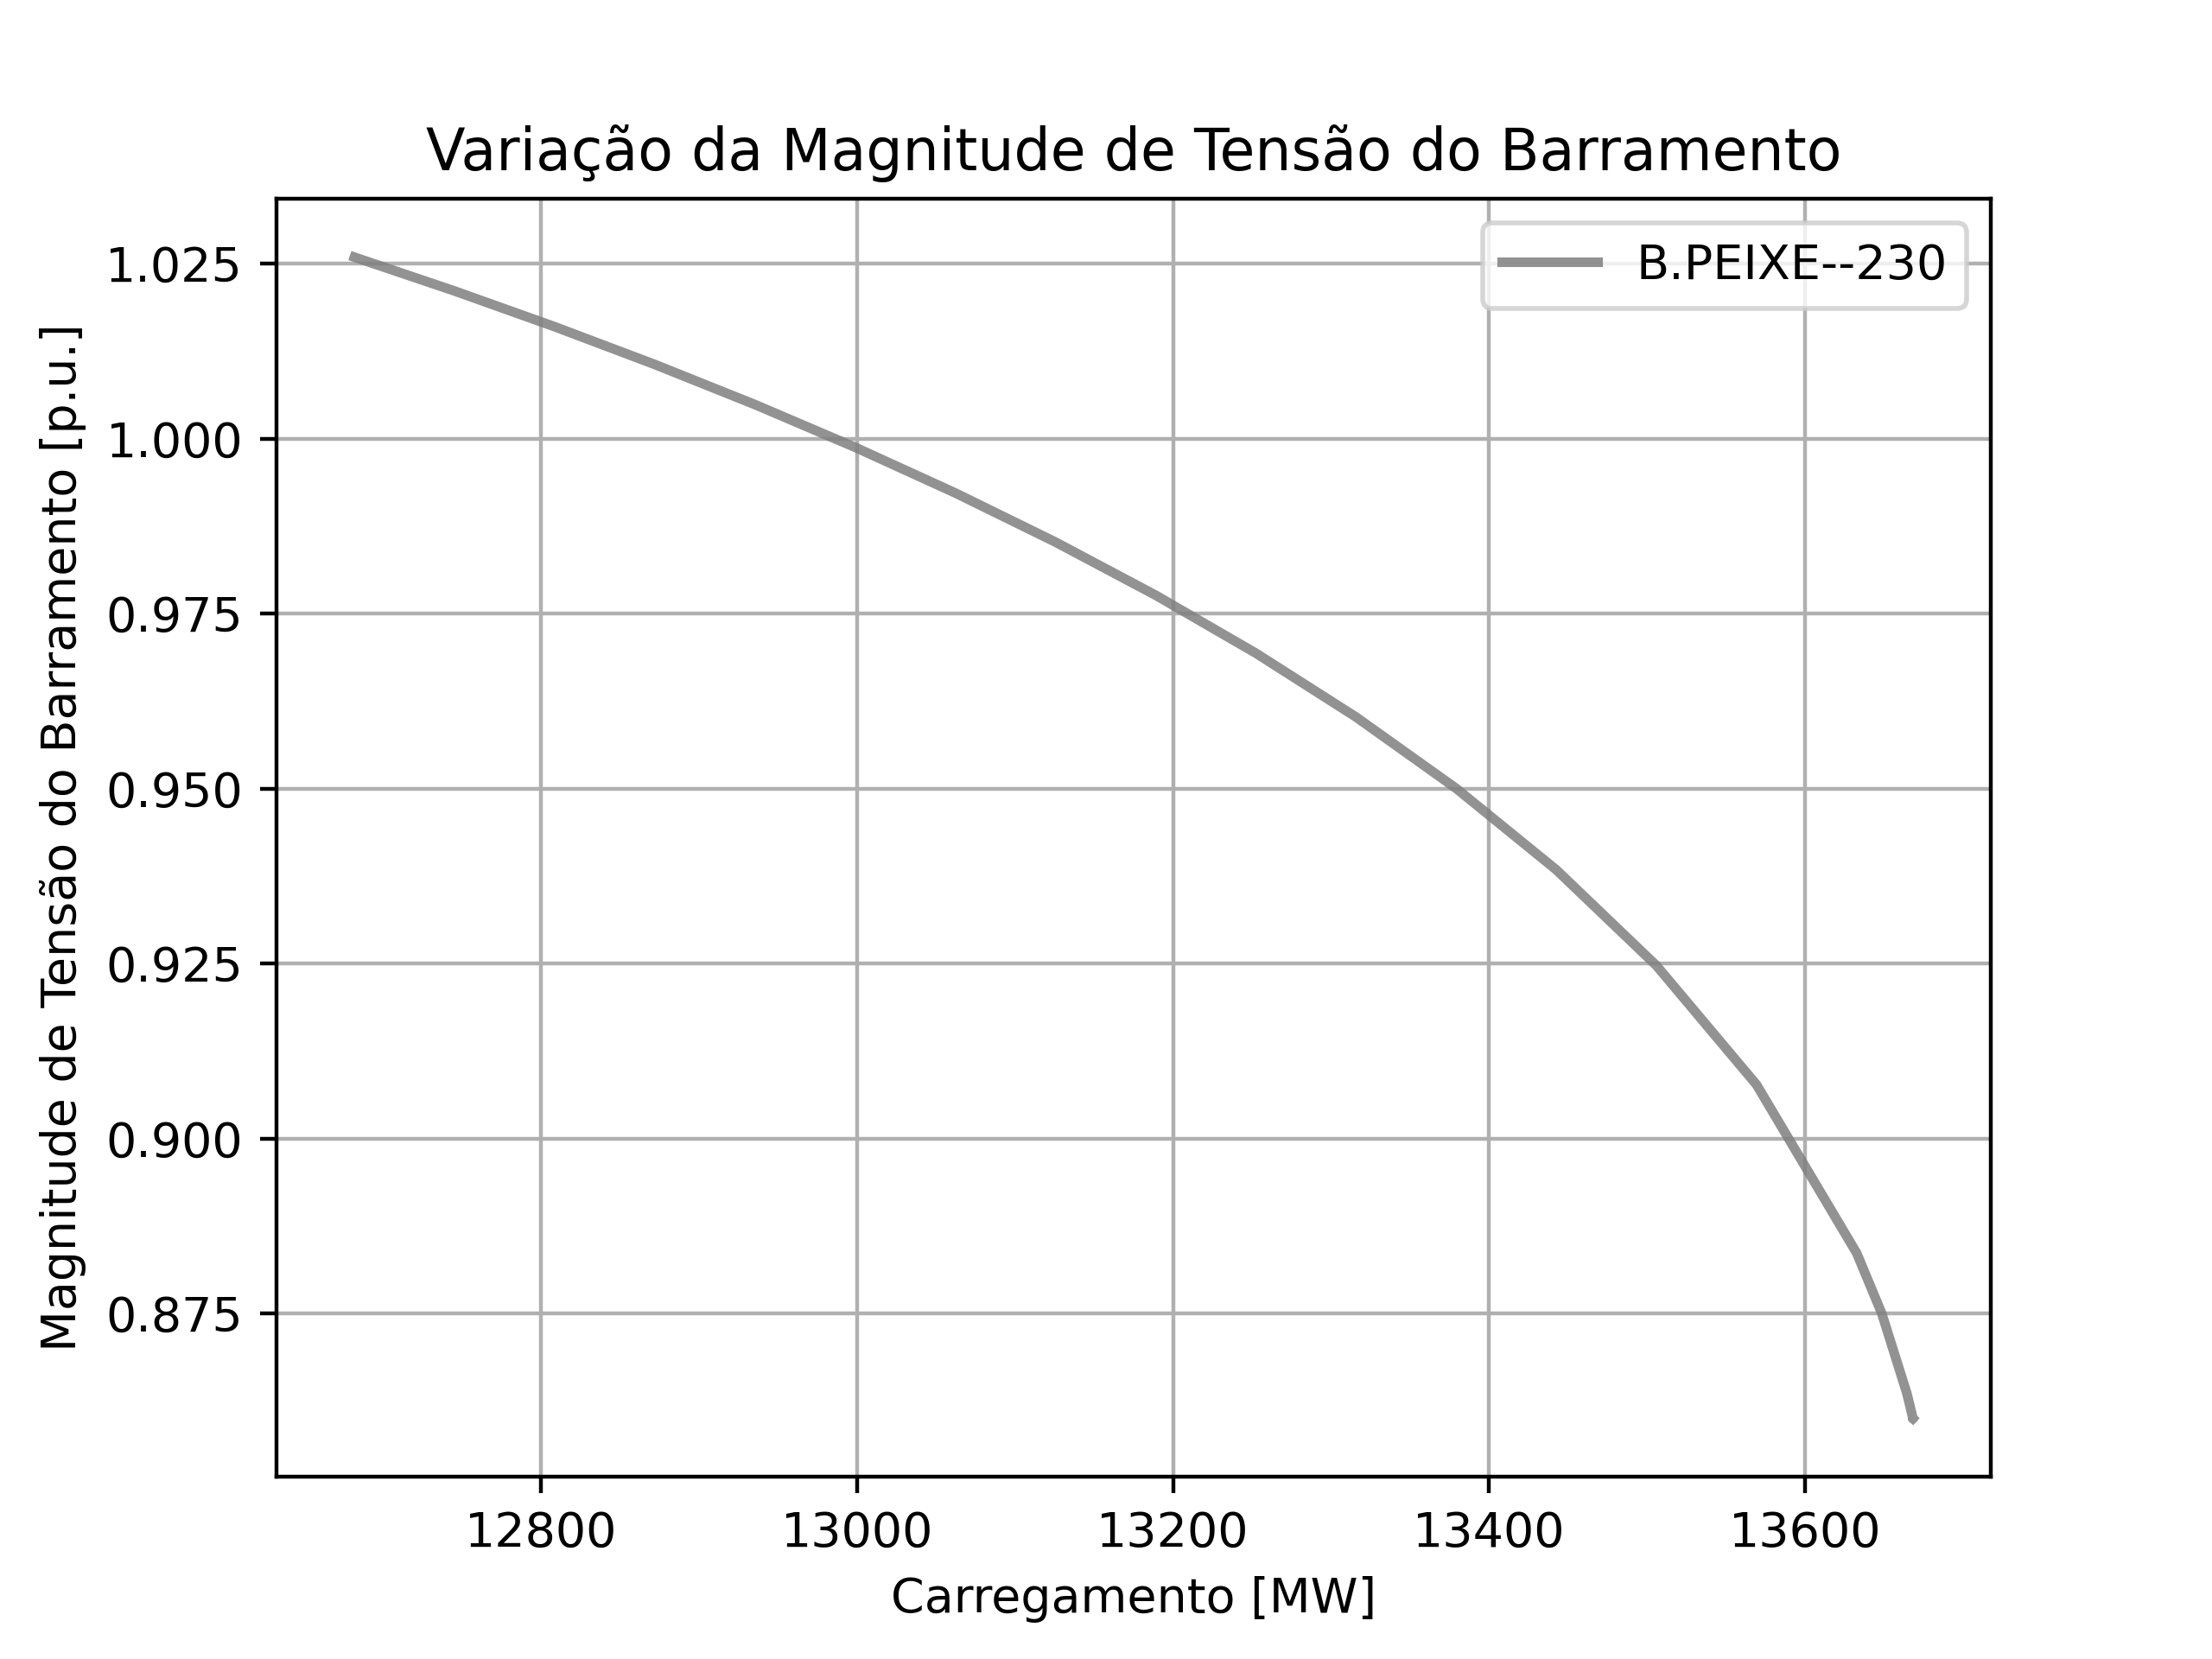 Variação da Magnitude de Tensão do Barramento
B.PEIXE--230
Magnitude de Tensão do Barramento [p.u.]
1.025
1.000
0.975
0.950
0.925
0.900
0.875
12800 13000 13200 13400 13600
Carregamento [MW]